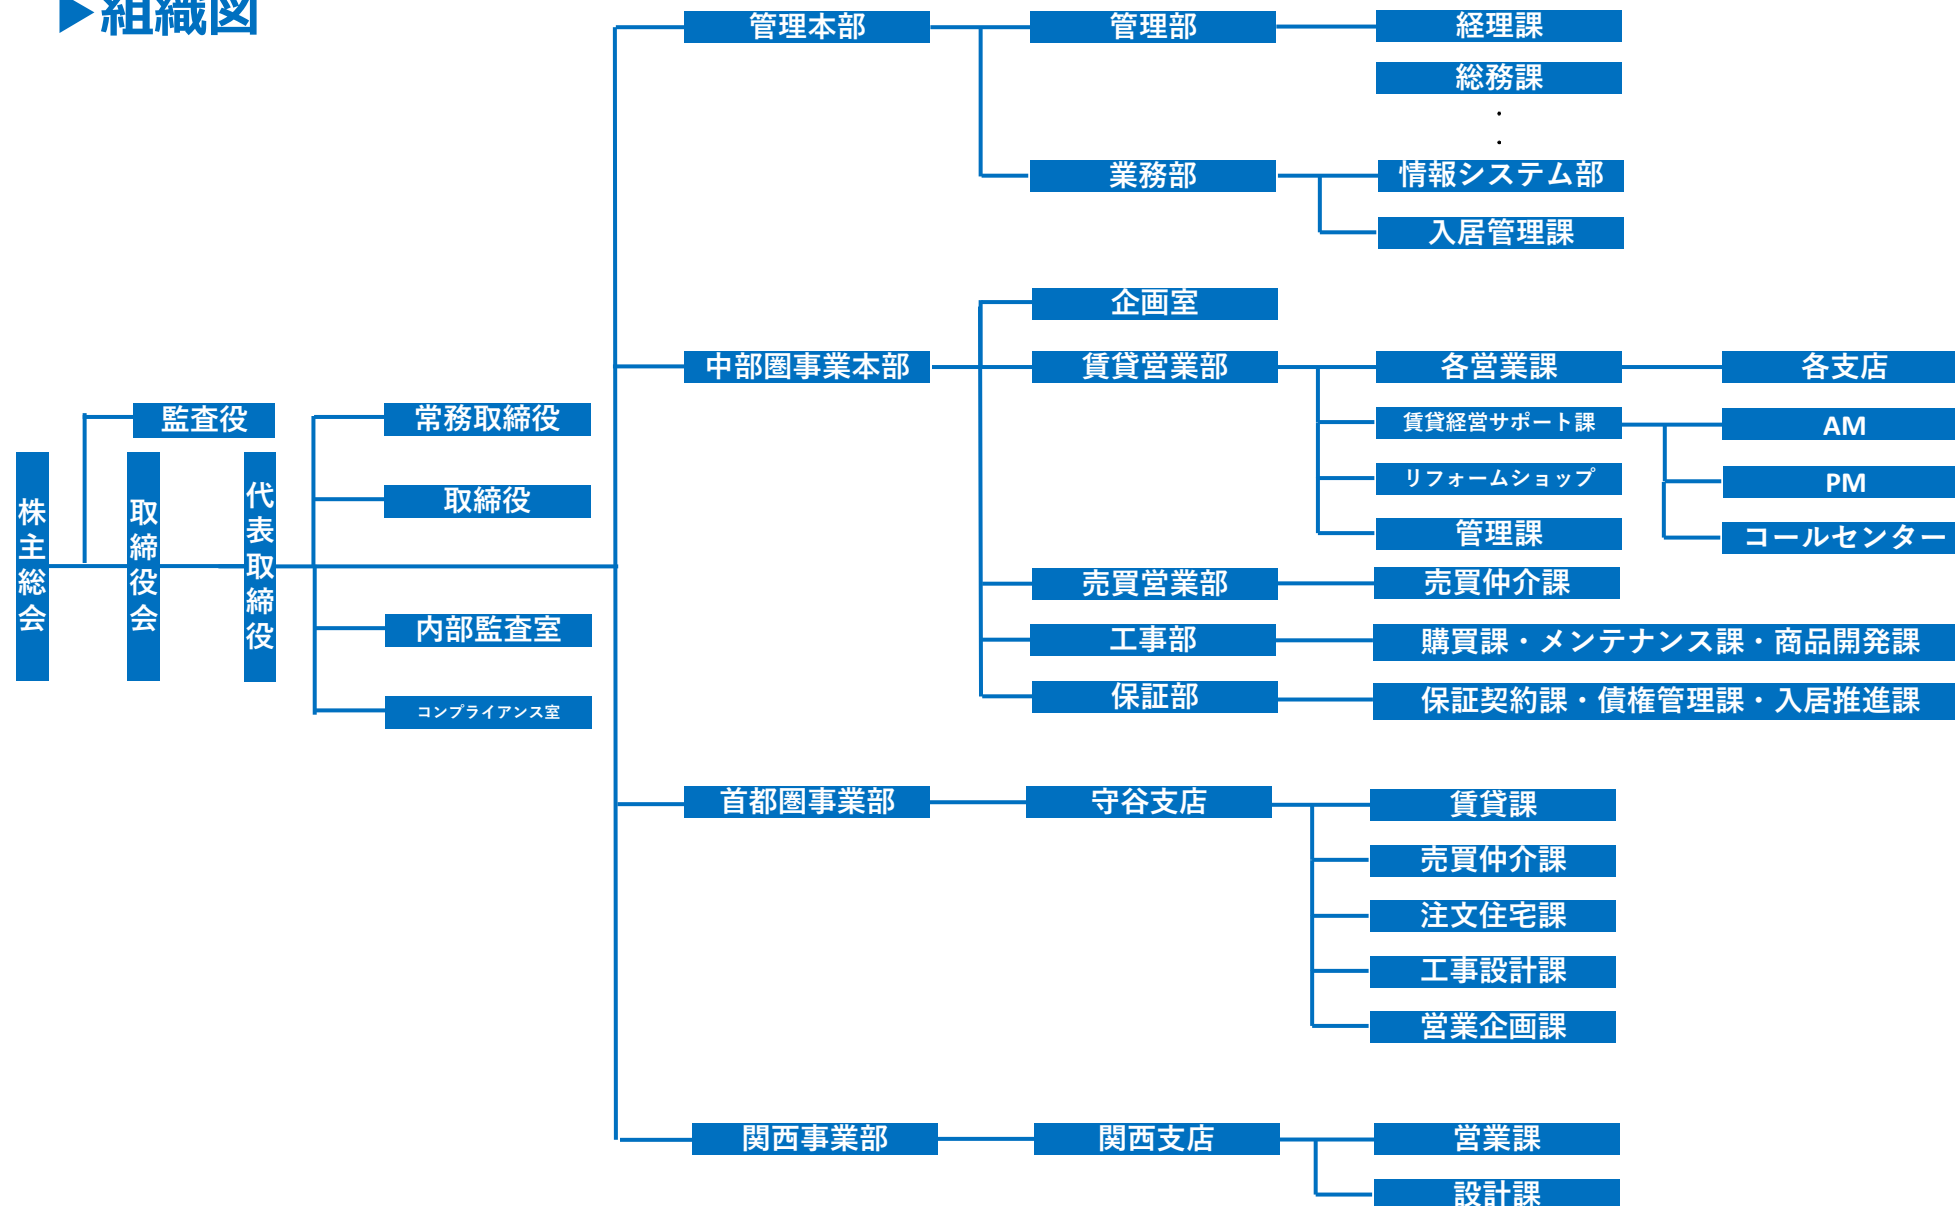 ▶組織図
管理本部
管理部
経理課
総務課
・
・
業務部
情報システム部
入居管理課
企画室
中部圏事業本部
賃貸営業部
各営業課
各支店
賃貸経営サポート課
AM
リフォームショップ
PM
管理課
コールセンター
売買営業部
売買仲介課
工事部
購買課・メンテナンス課・商品開発課
保証部
保証契約課・債権管理課・入居推進課
株主総会
監査役
取締役会
代表取締役
常務取締役
取締役
内部監査室
コンプライアンス室
首都圏事業部
守谷支店
賃貸課
売買仲介課
注文住宅課
工事設計課
営業企画課
関西事業部
関西支店
営業課
設計課